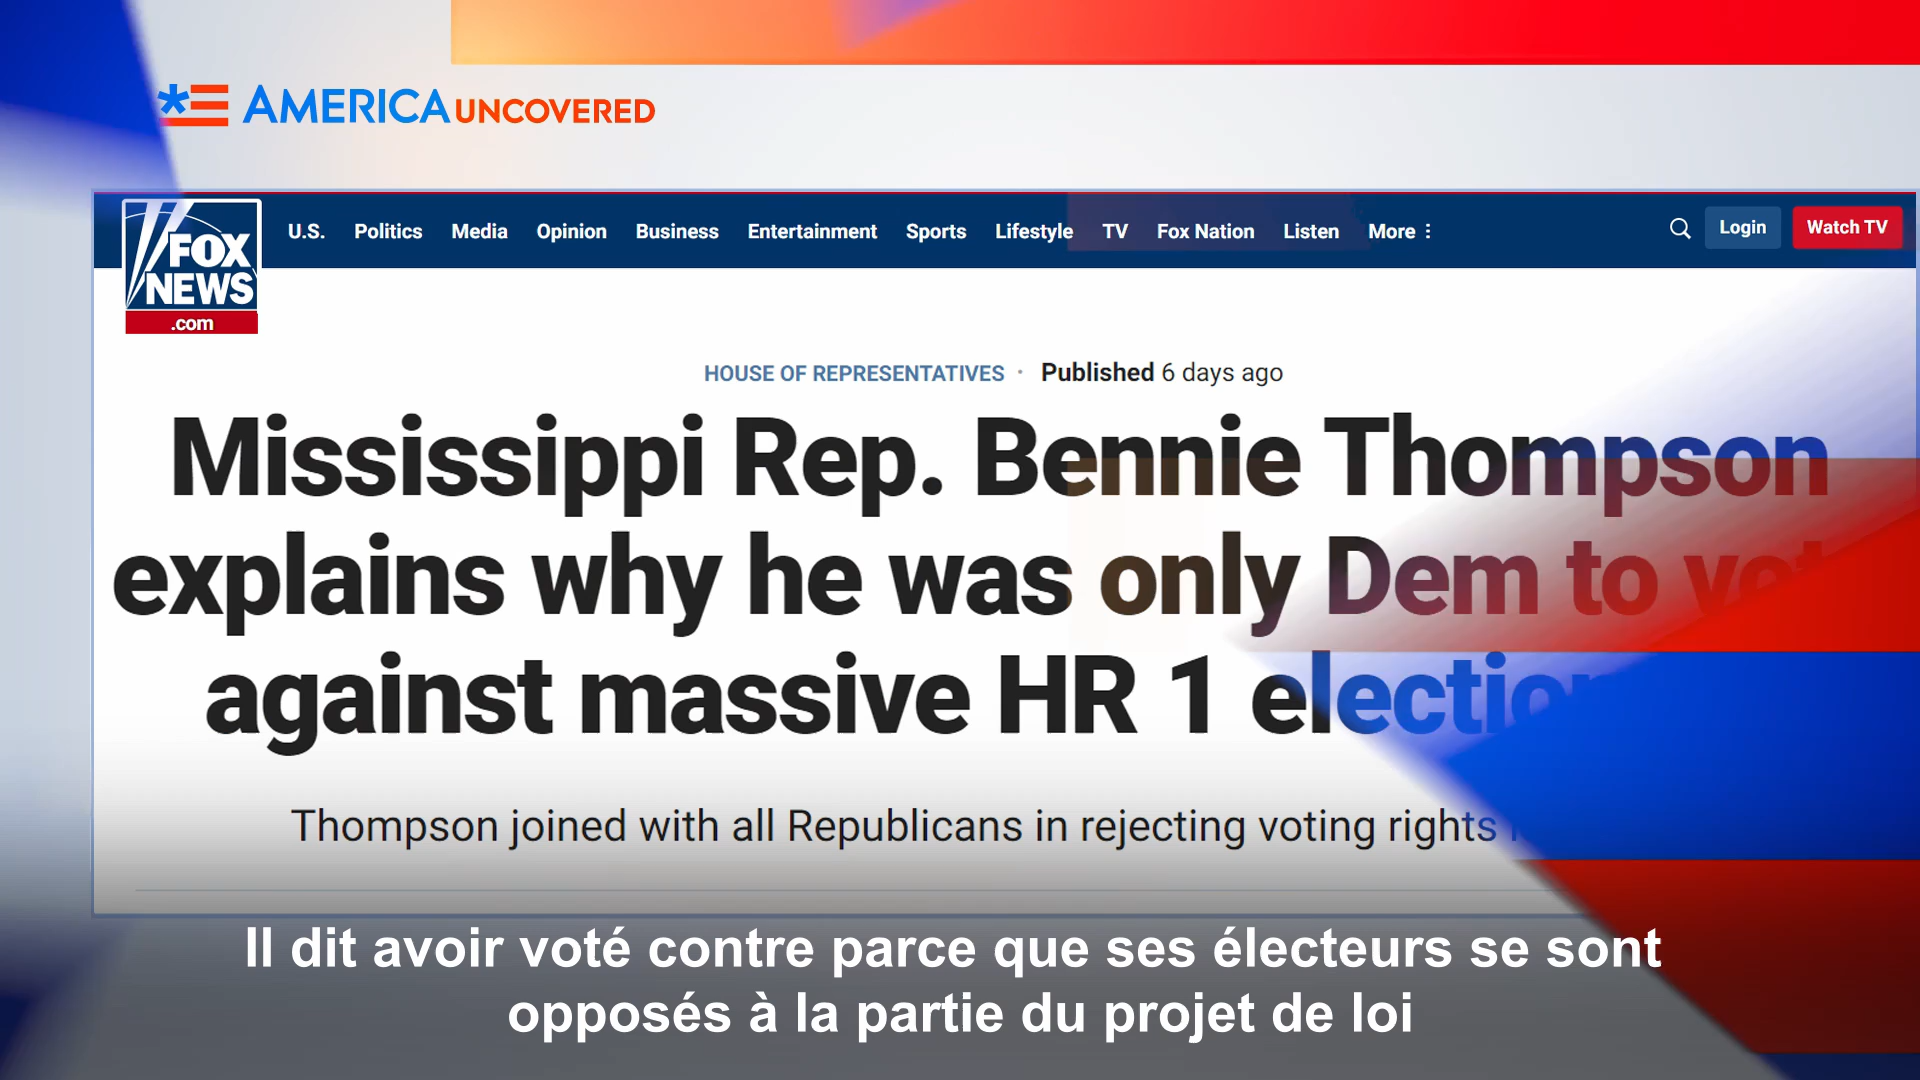 AMERICA UNCOVERED
FOX NEWS .com
U.S. Politics Media Opinion Business Entertainment Sports Lifestyle TV Fox Nation Listen More Login Watch TV
HOUSE OF REPRESENTATIVES · Published 6 days ago
Mississippi Rep. Bennie Thompson
explains why he was only Dem to
against massive HR 1
Thompson joined with all Republicans in rejecting voting rights
Il dit avoir voté contre parce que ses électeurs se sont
opposés à la partie du projet de loi